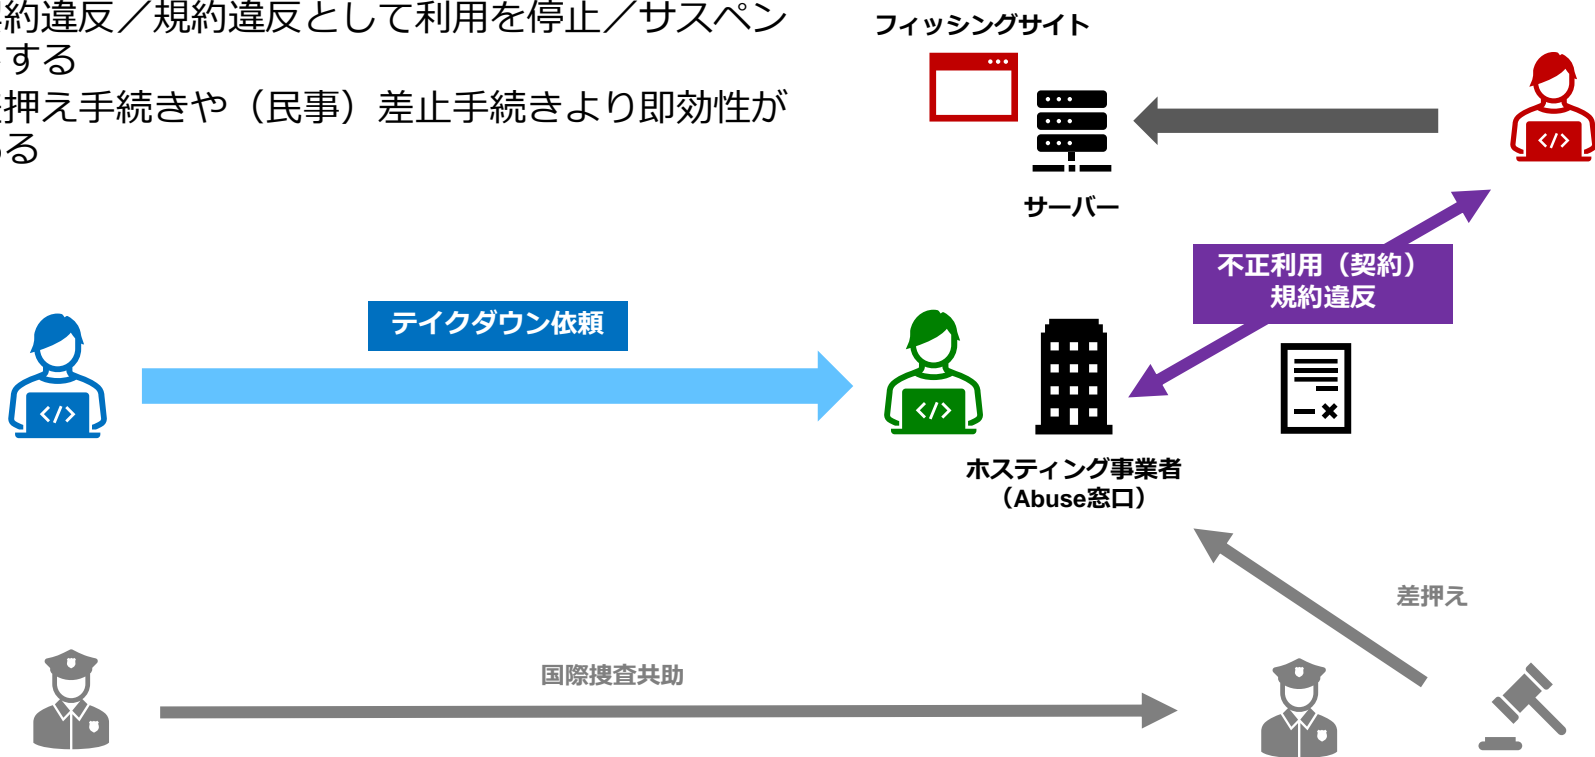 約違反／規約違反として利用を停止／サスペン
する
押え手続きや（民事）差止手続きより即効性が
ある
フィッシングサイト
サーバー
不正利用（契約）
規約違反
テイクダウン依頼
ホスティング事業者
（Abuse窓口）
差押え
国際捜査共助